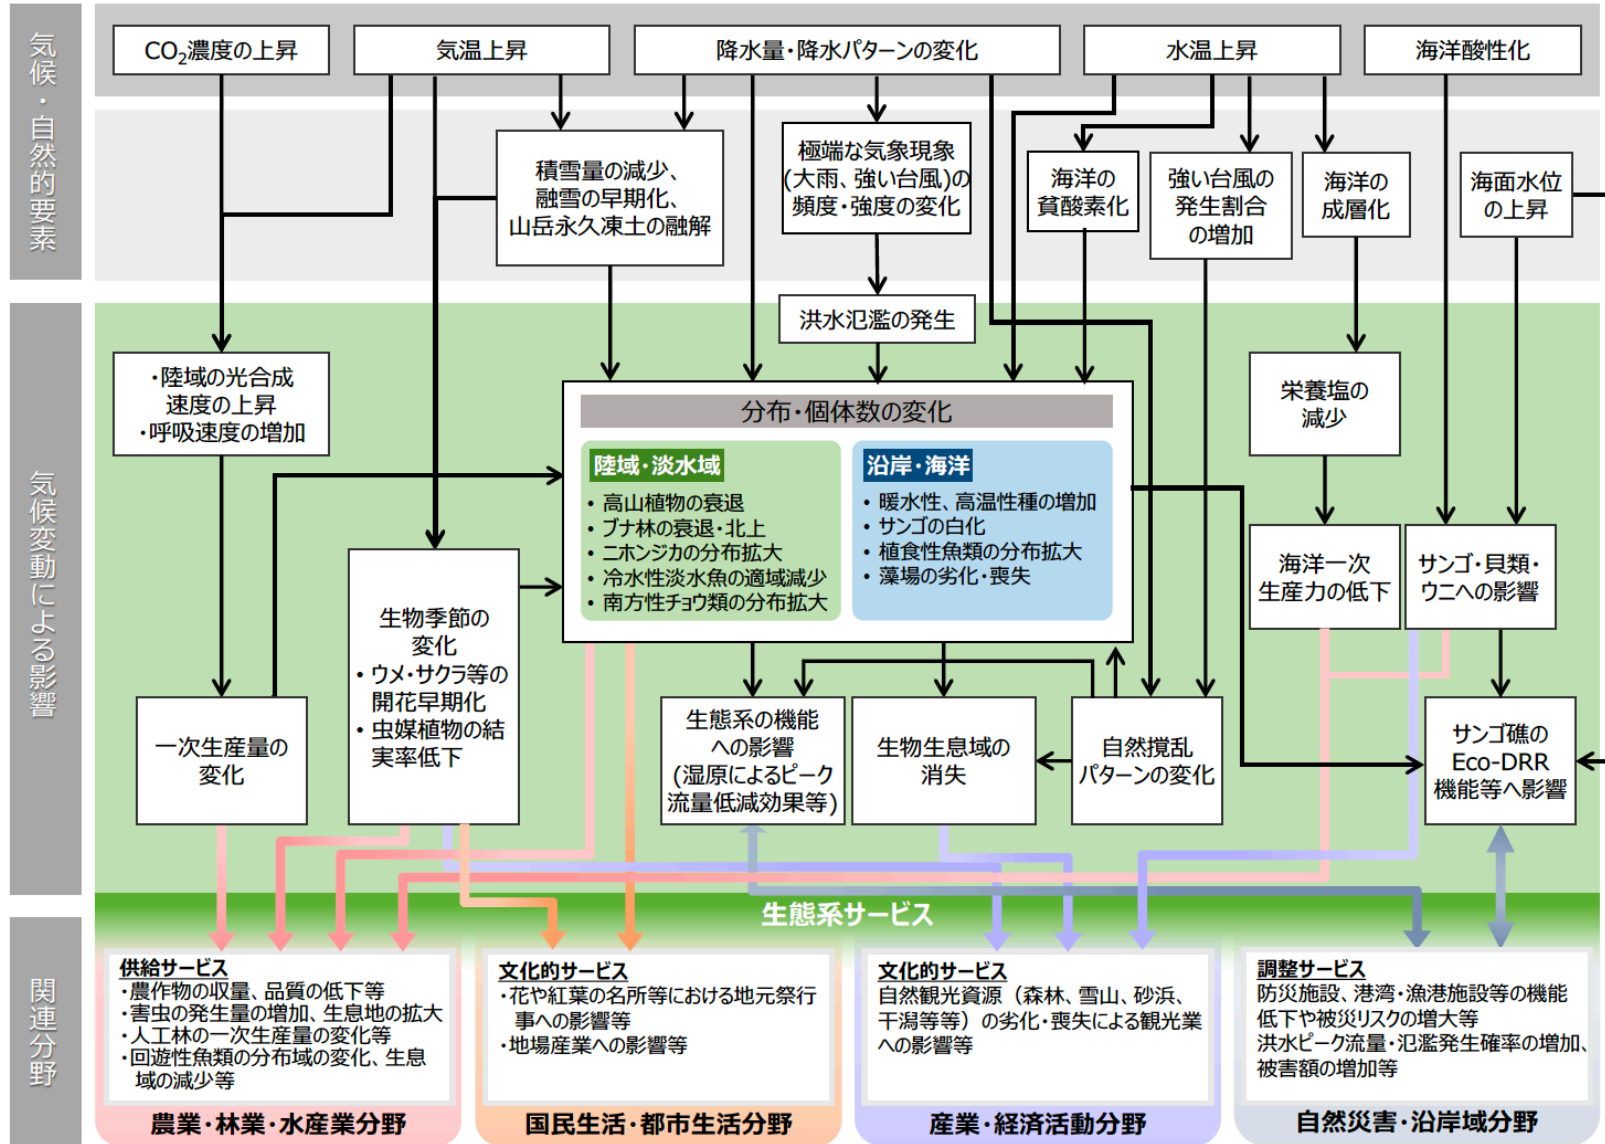 気候・自然的要素
CO₂濃度の上昇
気温上昇
降水量・降水パターンの変化
水温上昇
海洋酸性化
積雪量の減少、
融雪の早期化、
山岳永久凍土の融解
極端な気象現象
(大雨、強い台風)の
頻度・強度の変化
海洋の
貧酸素化
強い台風の
発生割合
の増加
海洋の
成層化
海面水位
の上昇
気候変動による影響
洪水氾濫の発生
・陸域の光合成
速度の上昇
・呼吸速度の増加
栄養塩の
減少
分布・個体数の変化
陸域・淡水域
• 高山植物の衰退
• ブナ林の衰退・北上
• ニホンジカの分布拡大
• 冷水性淡水魚の適域減少
• 南方性チョウ類の分布拡大
沿岸・海洋
• 暖水性、高温性種の増加
• サンゴの白化
• 植食性魚類の分布拡大
• 藻場の劣化・喪失
海洋一次
生産力の低下
サンゴ・貝類・
ウニへの影響
生物季節の
変化
• ウメ・サクラ等の
開花早期化
• 虫媒植物の結
実率低下
一次生産量の
変化
生態系の機能
への影響
(湿原によるピーク
流量低減効果等)
生物生息域の
消失
自然撹乱
パターンの変化
サンゴ礁の
Eco-DRR
機能等へ影響
生態系サービス
関連分野
供給サービス
・農作物の収量、品質の低下等
・害虫の発生量の増加、生息地の拡大
・人工林の一次生産量の変化等
・回遊性魚類の分布域の変化、生息
域の減少等
農業・林業・水産業分野
文化的サービス
・花や紅葉の名所等における地元祭行
事への影響等
・地場産業への影響等
国民生活・都市生活分野
文化的サービス
自然観光資源（森林、雪山、砂浜、
干潟等等）の劣化・喪失による観光業
への影響等
産業・経済活動分野
調整サービス
防災施設、港湾・漁港施設等の機能
低下や被災リスクの増大等
洪水ピーク流量・氾濫発生確率の増加、
被害額の増加等
自然災害・沿岸域分野